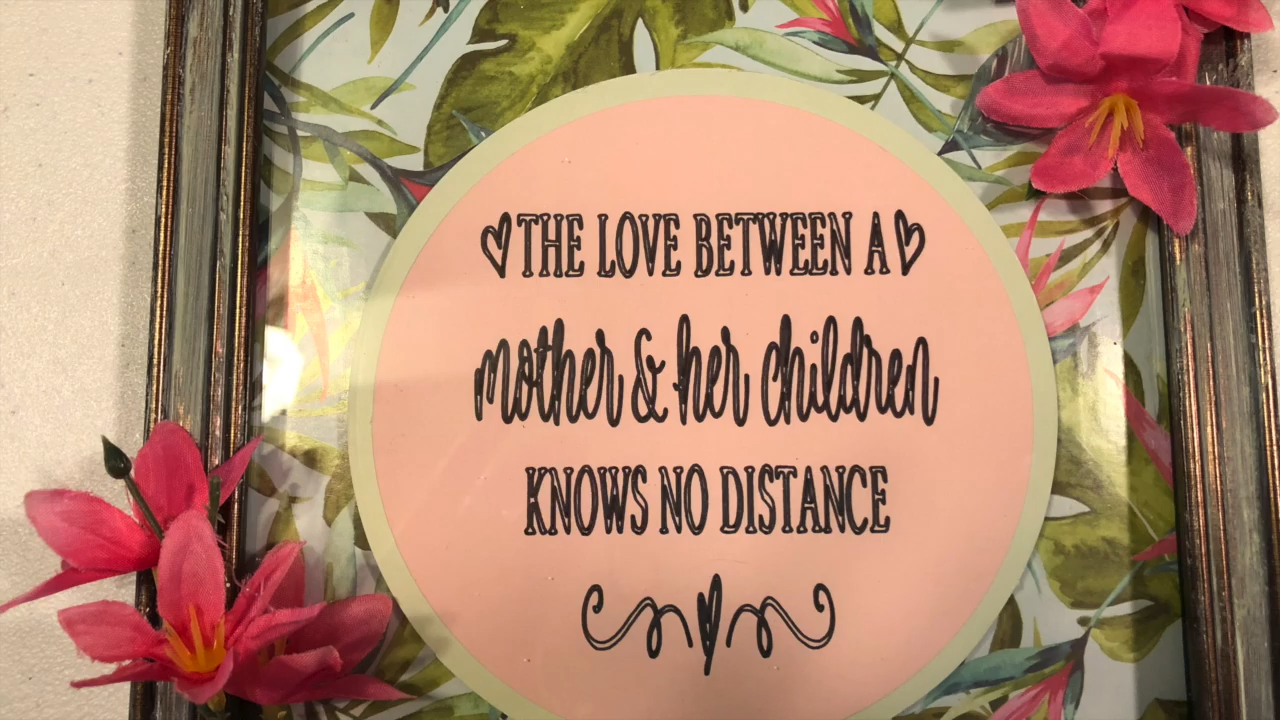 THE LOVE BETWEEN A
mother & her children
KNOWS NO DISTANCE